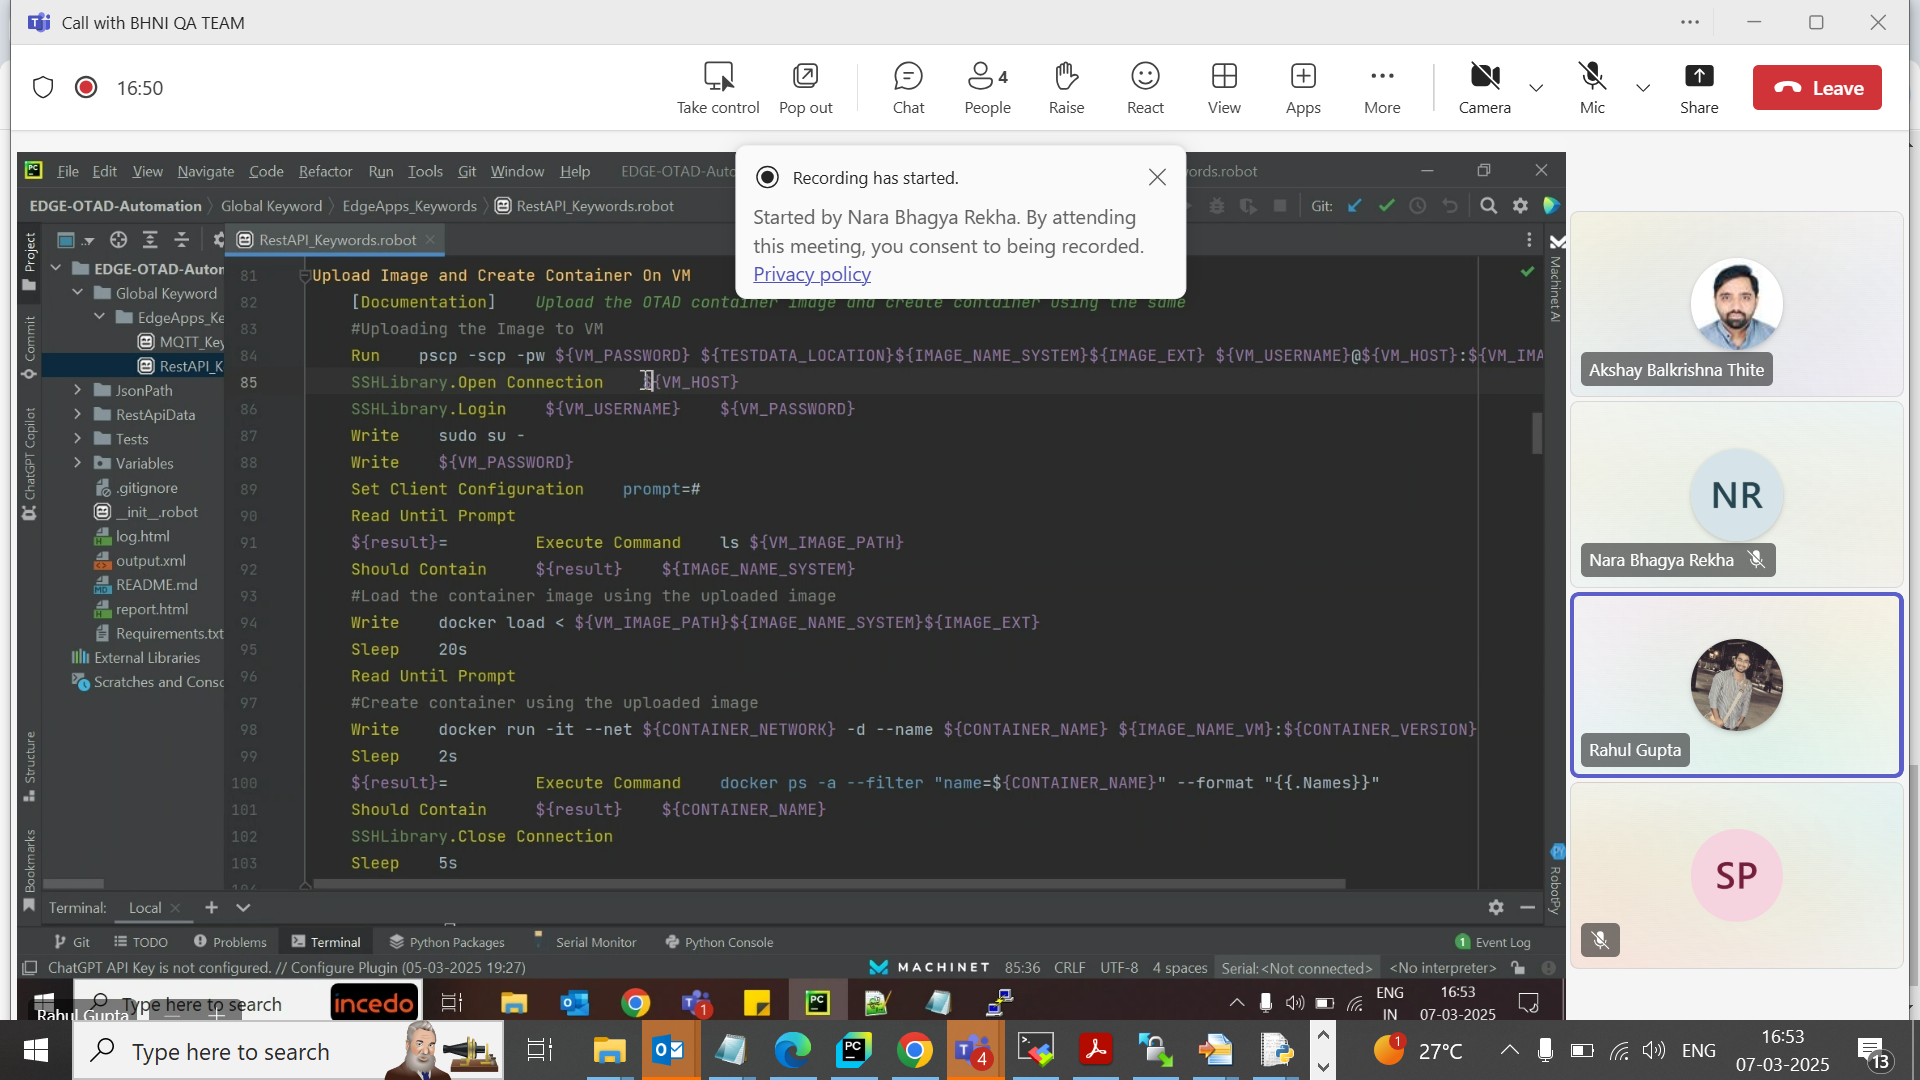 Call with BHNI QA TEAM
16:50
Take control
Pop out
Chat
4
People
Raise
React
View
Apps
More
Camera
Mic
Share
Leave
Recording has started.
Started by Nara Bhagya Rekha. By attending
this meeting, you consent to being recorded.
Privacy policy
PC
File Edit View Navigate Code Refactor Run Tools Git Window Help EDGE-OTAD-Auto
ords.robot
EDGE-OTAD-Automation Global Keyword EdgeApps_Keywords RestAPI_Keywords.robot
Git:
RestAPI_Keywords.robot
Project
Commit
ChatGPT Copilot
Structure
Bookmarks
EDGE-OTAD-Auton
Global Keyword
EdgeApps_Ke
MQTT_Key
RestAPI_K
JsonPath
RestApiData
Tests
Variables
.gitignore
__init__.robot
log.html
output.xml
README.md
report.html
Requirements.txt
External Libraries
Scratches and Consc
81 Upload Image and Create Container On VM
82 [Documentation] Upload the OTAD container image and create container using the same
83 #Uploading the Image to VM
84 Run pscp -scp -pw ${VM_PASSWORD} ${TESTDATA_LOCATION}${IMAGE_NAME_SYSTEM}${IMAGE_EXT} ${VM_USERNAME}@${VM_HOST}:${VM_IMA
85 SSHLibrary.Open Connection ${VM_HOST}
86 SSHLibrary.Login ${VM_USERNAME} ${VM_PASSWORD}
87 Write sudo su -
88 Write ${VM_PASSWORD}
89 Set Client Configuration prompt=#
90 Read Until Prompt
91 ${result}= Execute Command ls ${VM_IMAGE_PATH}
92 Should Contain ${result} ${IMAGE_NAME_SYSTEM}
93 #Load the container image using the uploaded image
94 Write docker load < ${VM_IMAGE_PATH}${IMAGE_NAME_SYSTEM}${IMAGE_EXT}
95 Sleep 20s
96 Read Until Prompt
97 #Create container using the uploaded image
98 Write docker run -it --net ${CONTAINER_NETWORK} -d --name ${CONTAINER_NAME} ${IMAGE_NAME_VM}:${CONTAINER_VERSION}
99 Sleep 2s
100 ${result}= Execute Command docker ps -a --filter "name=${CONTAINER_NAME}" --format "{{.Names}}"
101 Should Contain ${result} ${CONTAINER_NAME}
102 SSHLibrary.Close Connection
103 Sleep 5s
Machinet AI
RobotPy
Terminal: Local
Git TODO Problems Terminal Python Packages Serial Monitor Python Console
1 Event Log
ChatGPT API Key is not configured. // Configure Plugin (05-03-2025 19:27)
MACHINET 85:36 CRLF UTF-8 4 spaces Serial: <Not connected> <No interpreter>
Type here to search
incedo
1
PC
ENG
IN
16:53
07-03-2025
Rahul Gupta
Akshay Balkrishna Thite
NR
Nara Bhagya Rekha
Rahul Gupta
SP
Type here to search
PC
4
1
27°C
ENG
16:53
07-03-2025
13